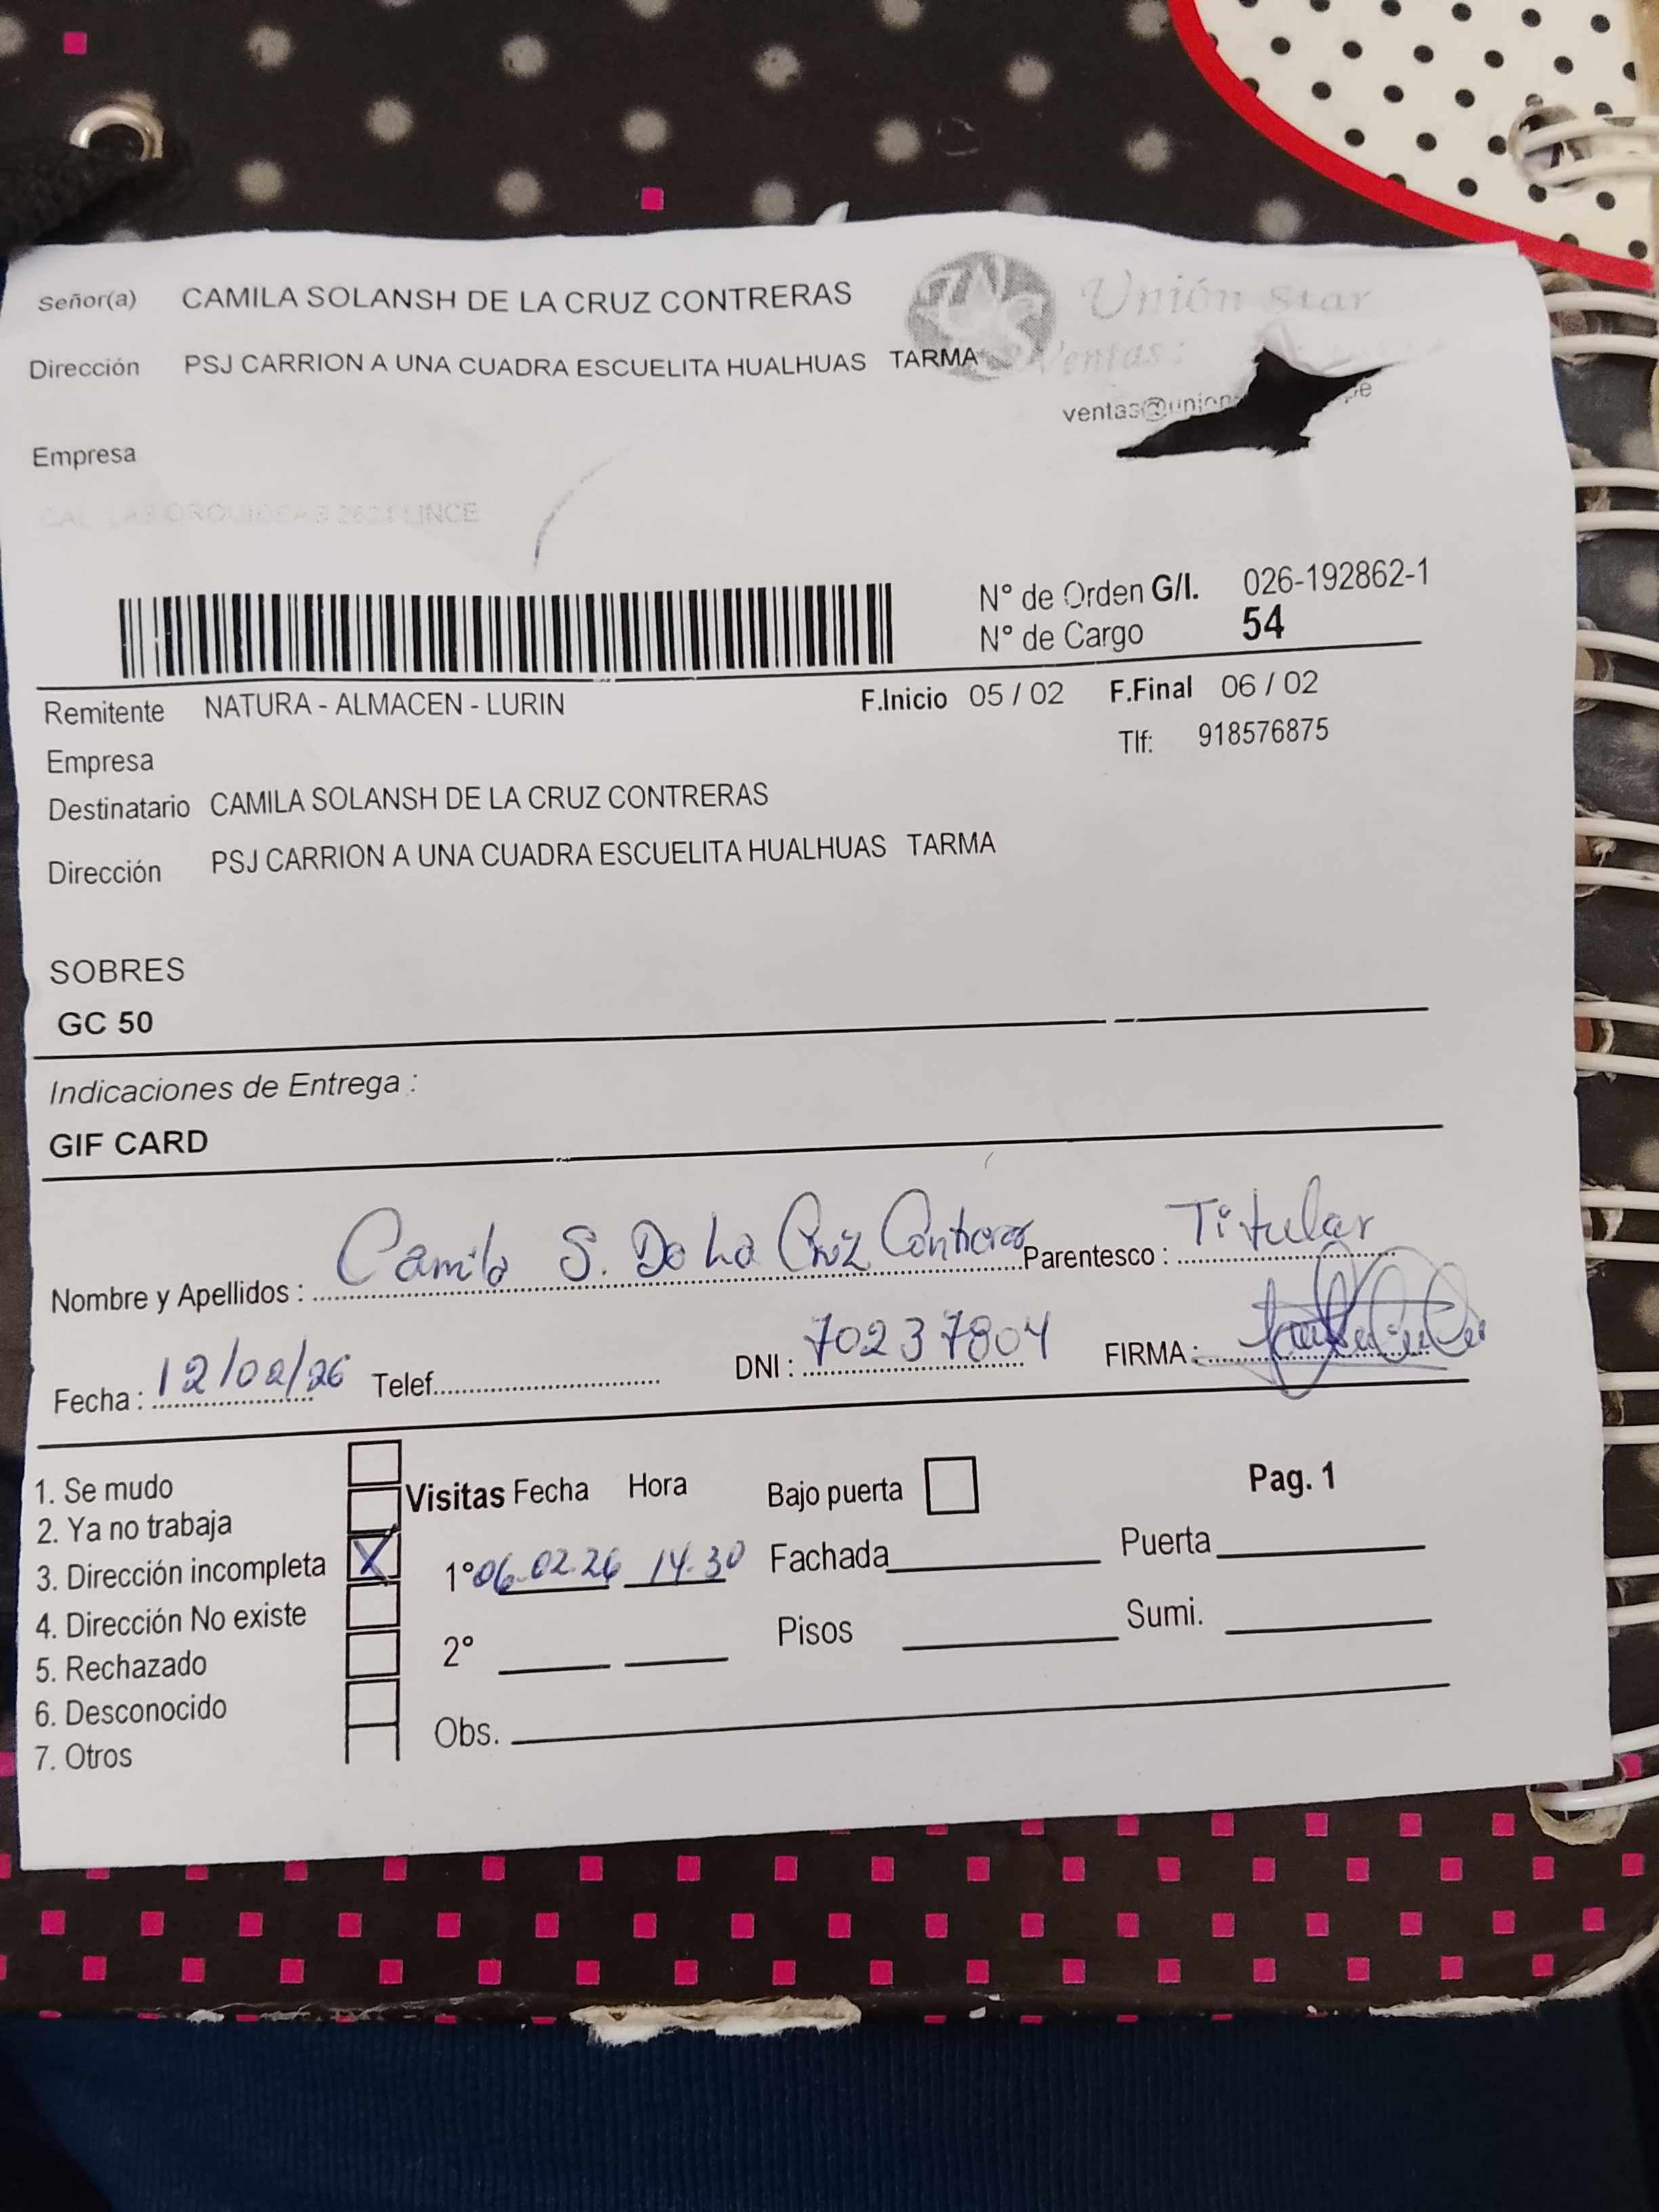 Señor(a) CAMILA SOLANSH DE LA CRUZ CONTRERAS
Unión Star
Dirección PSJ CARRION A UNA CUADRA ESCUELITA HUALHUAS TARMA
Ventas:
ventas@union
Empresa
CAL LAS ORQUIDEAS 2621 LINCE
N° de Orden G/I. 026-192862-1
N° de Cargo 54
Remitente NATURA - ALMACEN - LURIN F.Inicio 05 / 02 F.Final 06 / 02
Empresa Tlf: 918576875
Destinatario CAMILA SOLANSH DE LA CRUZ CONTRERAS
Dirección PSJ CARRION A UNA CUADRA ESCUELITA HUALHUAS TARMA
SOBRES
GC 50
Indicaciones de Entrega :
GIF CARD
Nombre y Apellidos : Camila S. De La Cruz Contreras Parentesco : Titular
Fecha : 12/02/26 Telef. DNI : 70237804 FIRMA :
1. Se mudo
2. Ya no trabaja
3. Dirección incompleta X
4. Dirección No existe
5. Rechazado
6. Desconocido
7. Otros
Visitas Fecha Hora Bajo puerta Pag. 1
1° 06.02.26 14.30 Fachada Puerta
2° Pisos Sumi.
Obs.